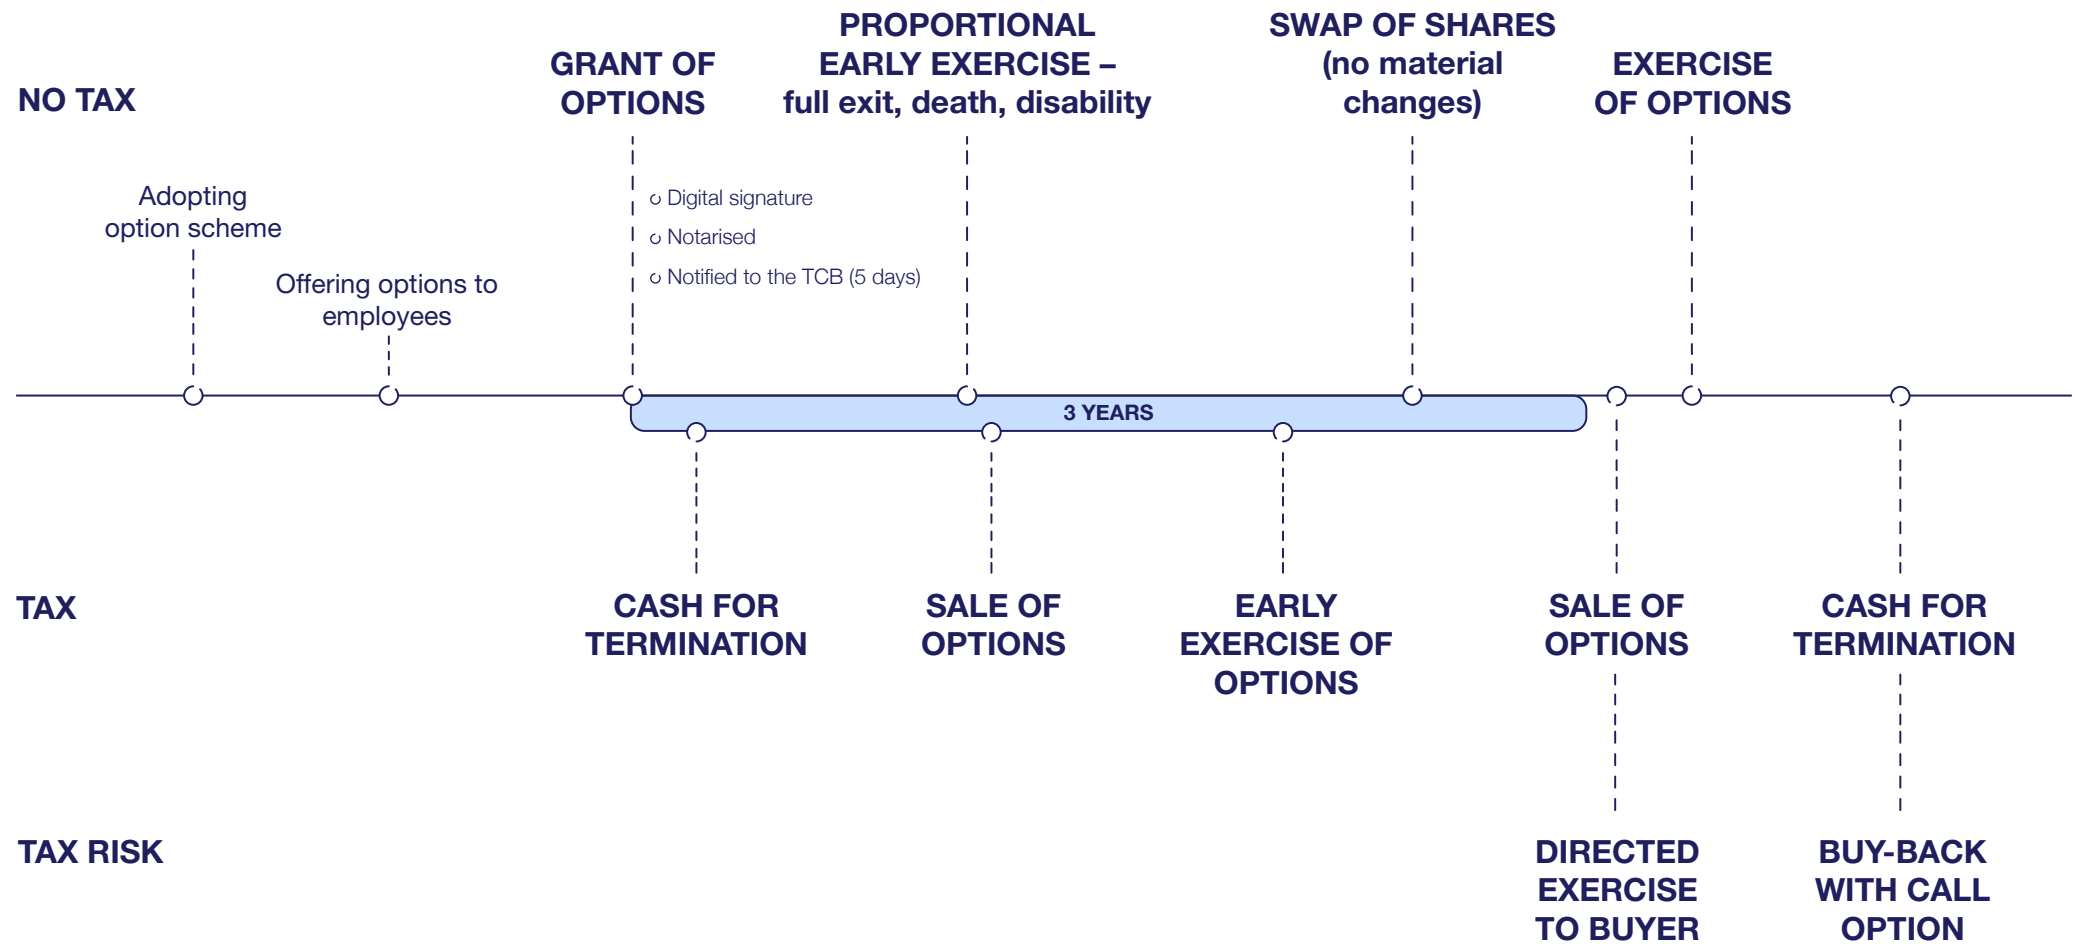 NO TAX
GRANT OF
OPTIONS
PROPORTIONAL
EARLY EXERCISE –
full exit, death, disability
SWAP OF SHARES
(no material
changes)
EXERCISE
OF OPTIONS
Adopting
option scheme
Offering options to
employees
Digital signature
Notarised
Notified to the TCB (5 days)
3 YEARS
TAX
CASH FOR
TERMINATION
SALE OF
OPTIONS
EARLY
EXERCISE OF
OPTIONS
SALE OF
OPTIONS
CASH FOR
TERMINATION
TAX RISK
DIRECTED
EXERCISE
TO BUYER
BUY-BACK
WITH CALL
OPTION